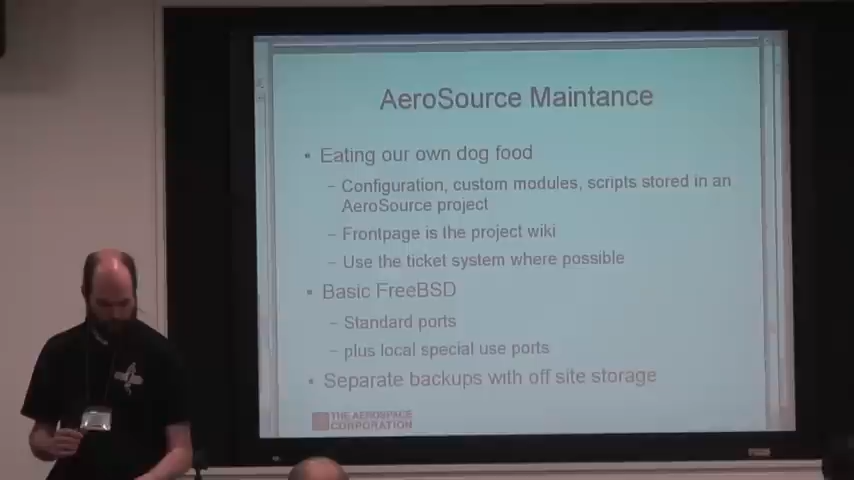 AeroSource Maintance
• Eating our own dog food
– Configuration, custom modules, scripts stored in an
AeroSource project
– Frontpage is the project wiki
– Use the ticket system where possible
• Basic FreeBSD
– Standard ports
– plus local special use ports
• Separate backups with off site storage
THE AEROSPACE
CORPORATION